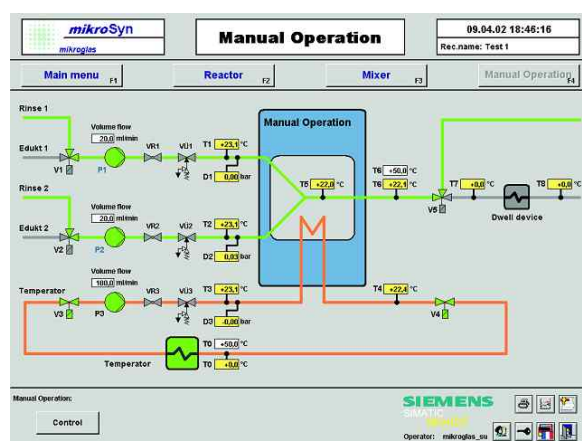 mikroSyn
mikroglas
Manual Operation
09.04.02 18:46:16
Rec.name: Test 1
Main menu F1
Reactor F2
Mixer F3
Manual Operation F4
Rinse 1
Manual Operation
Volume flow
20,0 ml/min
VR1 VÜ1 T1 +23,1 °C
Edukt 1
V1 P1 D1 0,00 bar
T5 +22,0 °C
T6 +50,0 °C
T6 +22,1 °C
T7 +0,0 °C
T8 +0,0 °C
V5
Dwell device
Rinse 2
Volume flow
20,0 ml/min
VR2 VÜ2 T2 +23,1 °C
Edukt 2
V2 P2 D2 0,03 bar
Volume flow
100,0 ml/min
Temperator
VR3 VÜ3 T3 +23,1 °C
T4 +22,4 °C
V3 P3 D3 -0,00 bar
V4
T0 +50,0 °C
Temperator T0 +0,0 °C
Manual Operation:
Control
SIEMENS
SIMATIC
Operator: mikroglas_su